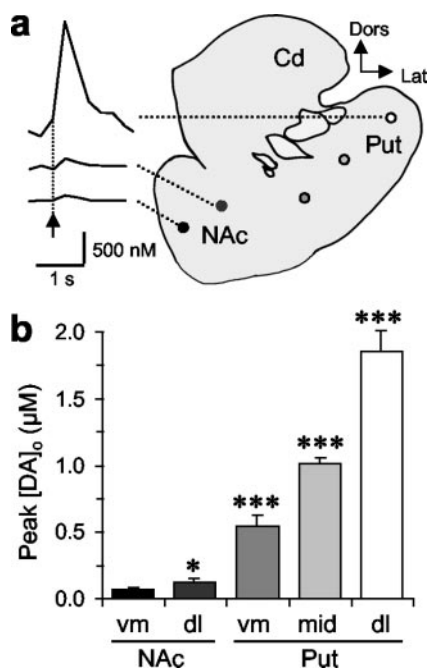 a
Dors
Lat
Cd
Put
NAc
500 nM
1 s
b
***
***
***
*
Peak [DA]o (µM)
2.0
1.5
1.0
0.5
0.0
vm dl vm mid dl
NAc Put